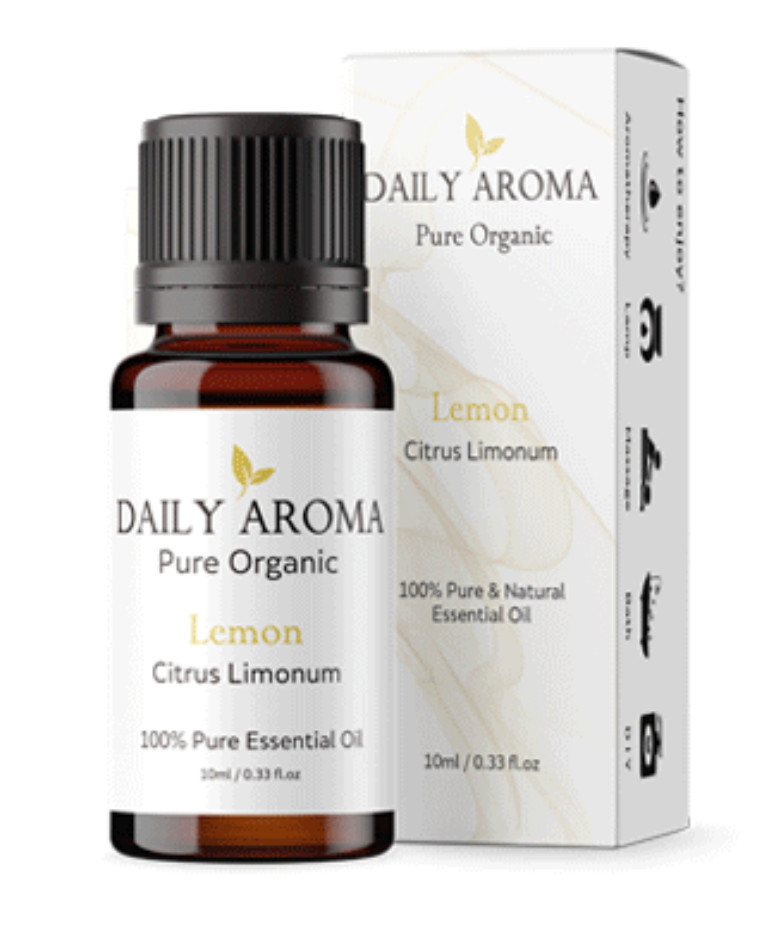 DAILY AROMA
Pure Organic
Lemon
Citrus Limonum
100% Pure Essential Oil
10ml / 0.33 fl.oz
DAILY AROMA
Pure Organic
Lemon
Citrus Limonum
100% Pure & Natural
Essential Oil
10ml / 0.33 fl.oz
How to enjoy?
Aromatherapy
Lamp
Massage
Bath
DIY